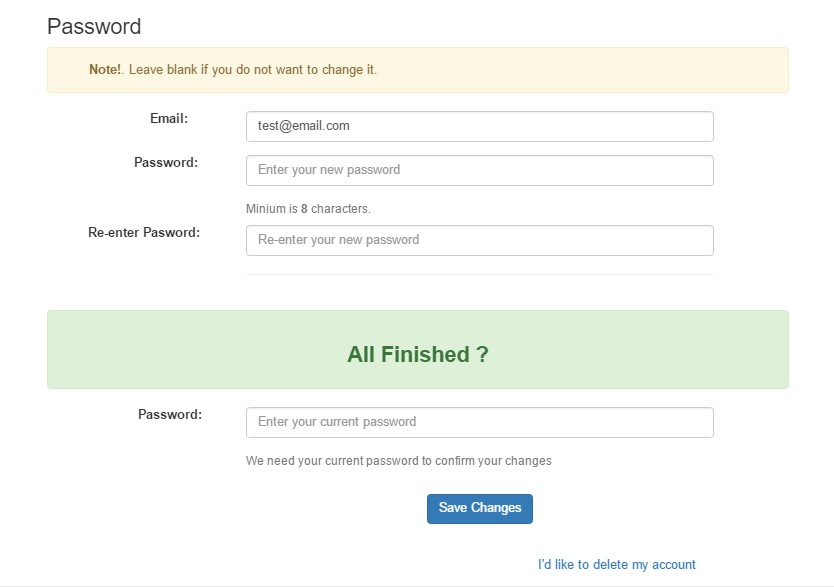 Password
Note!. Leave blank if you do not want to change it.
Email:
test@email.com
Password:
Enter your new password
Minium is 8 characters.
Re-enter Pasword:
Re-enter your new password
All Finished ?
Password:
Enter your current password
We need your current password to confirm your changes
Save Changes
I'd like to delete my account